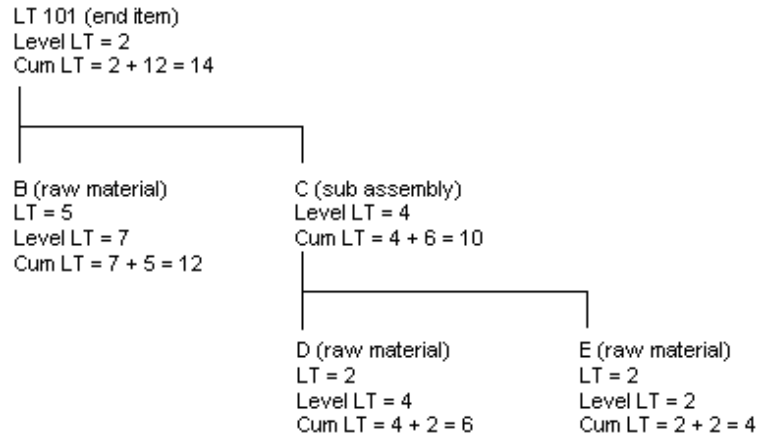 LT 101 (end item)
Level LT = 2
Cum LT = 2 + 12 = 14
B (raw material)
LT = 5
Level LT = 7
Cum LT = 7 + 5 = 12
C (sub assembly)
Level LT = 4
Cum LT = 4 + 6 = 10
D (raw material)
LT = 2
Level LT = 4
Cum LT = 4 + 2 = 6
E (raw material)
LT = 2
Level LT = 2
Cum LT = 2 + 2 = 4